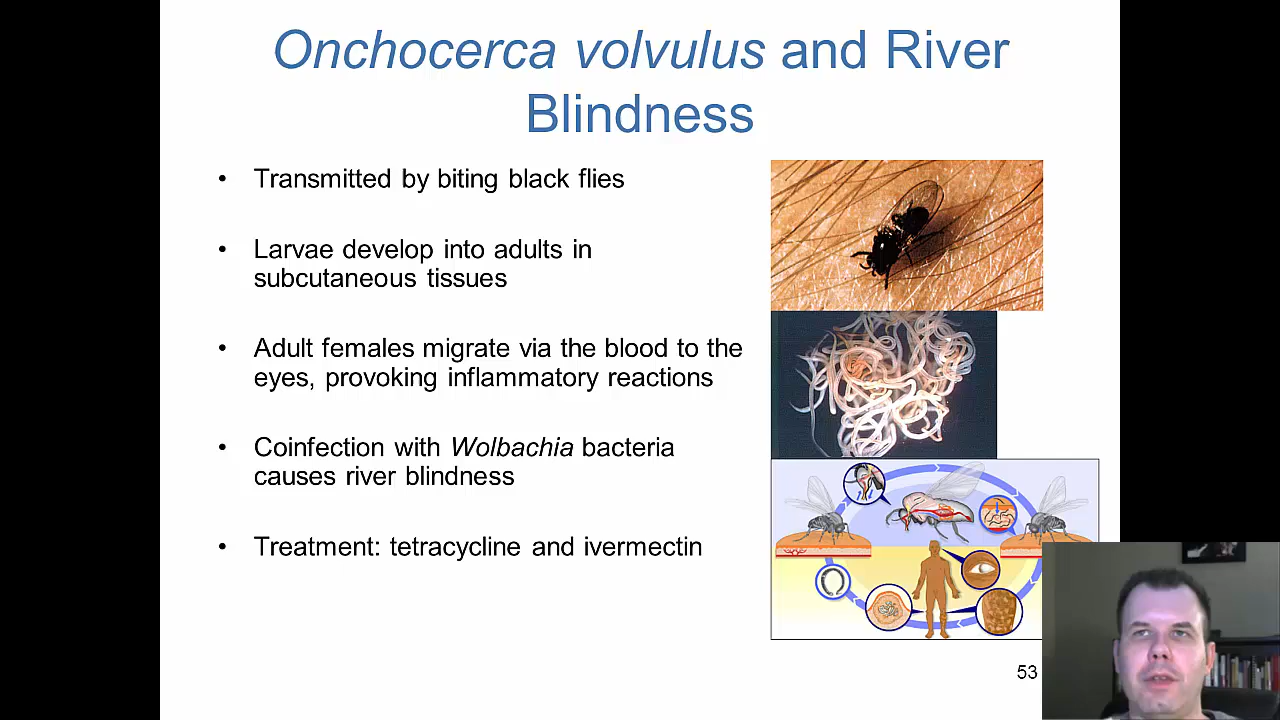 Onchocerca volvulus and River
Blindness
• Transmitted by biting black flies
• Larvae develop into adults in
subcutaneous tissues
• Adult females migrate via the blood to the
eyes, provoking inflammatory reactions
• Coinfection with Wolbachia bacteria
causes river blindness
• Treatment: tetracycline and ivermectin
53